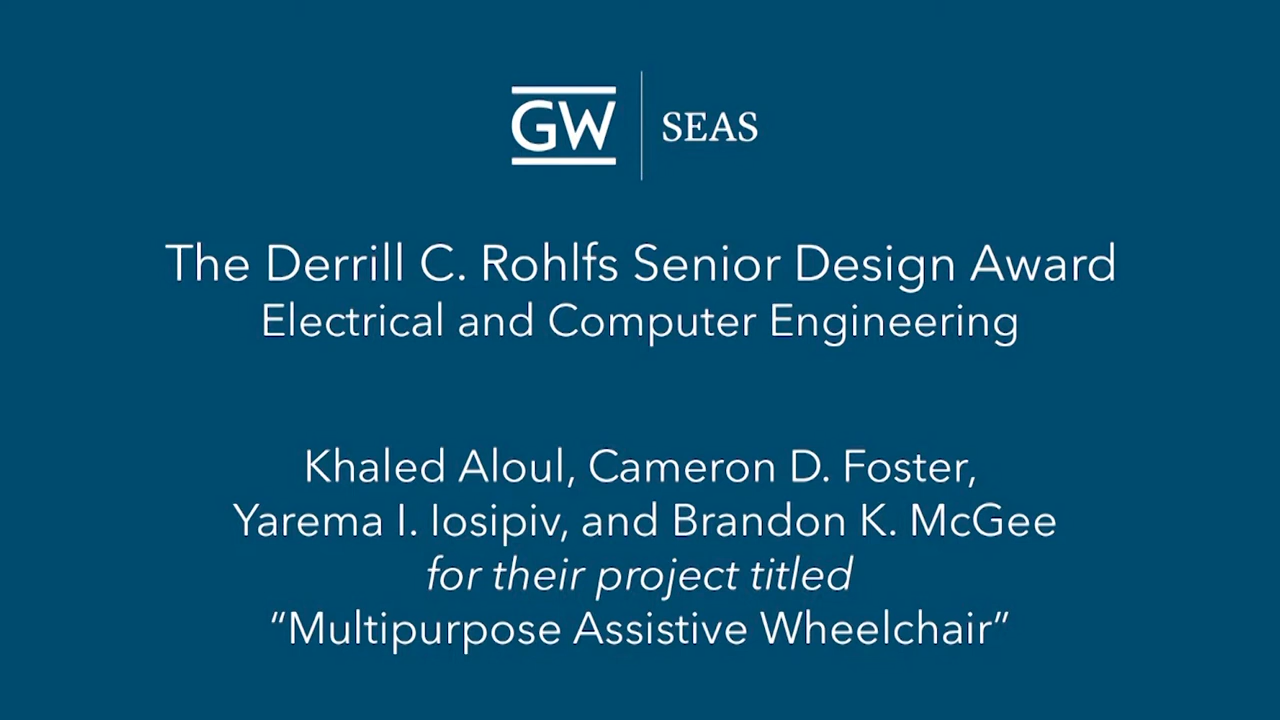 GW
SEAS
The Derrill C. Rohlfs Senior Design Award
Electrical and Computer Engineering
Khaled Aloul, Cameron D. Foster,
Yarema I. Iosipiv, and Brandon K. McGee
for their project titled
“Multipurpose Assistive Wheelchair”